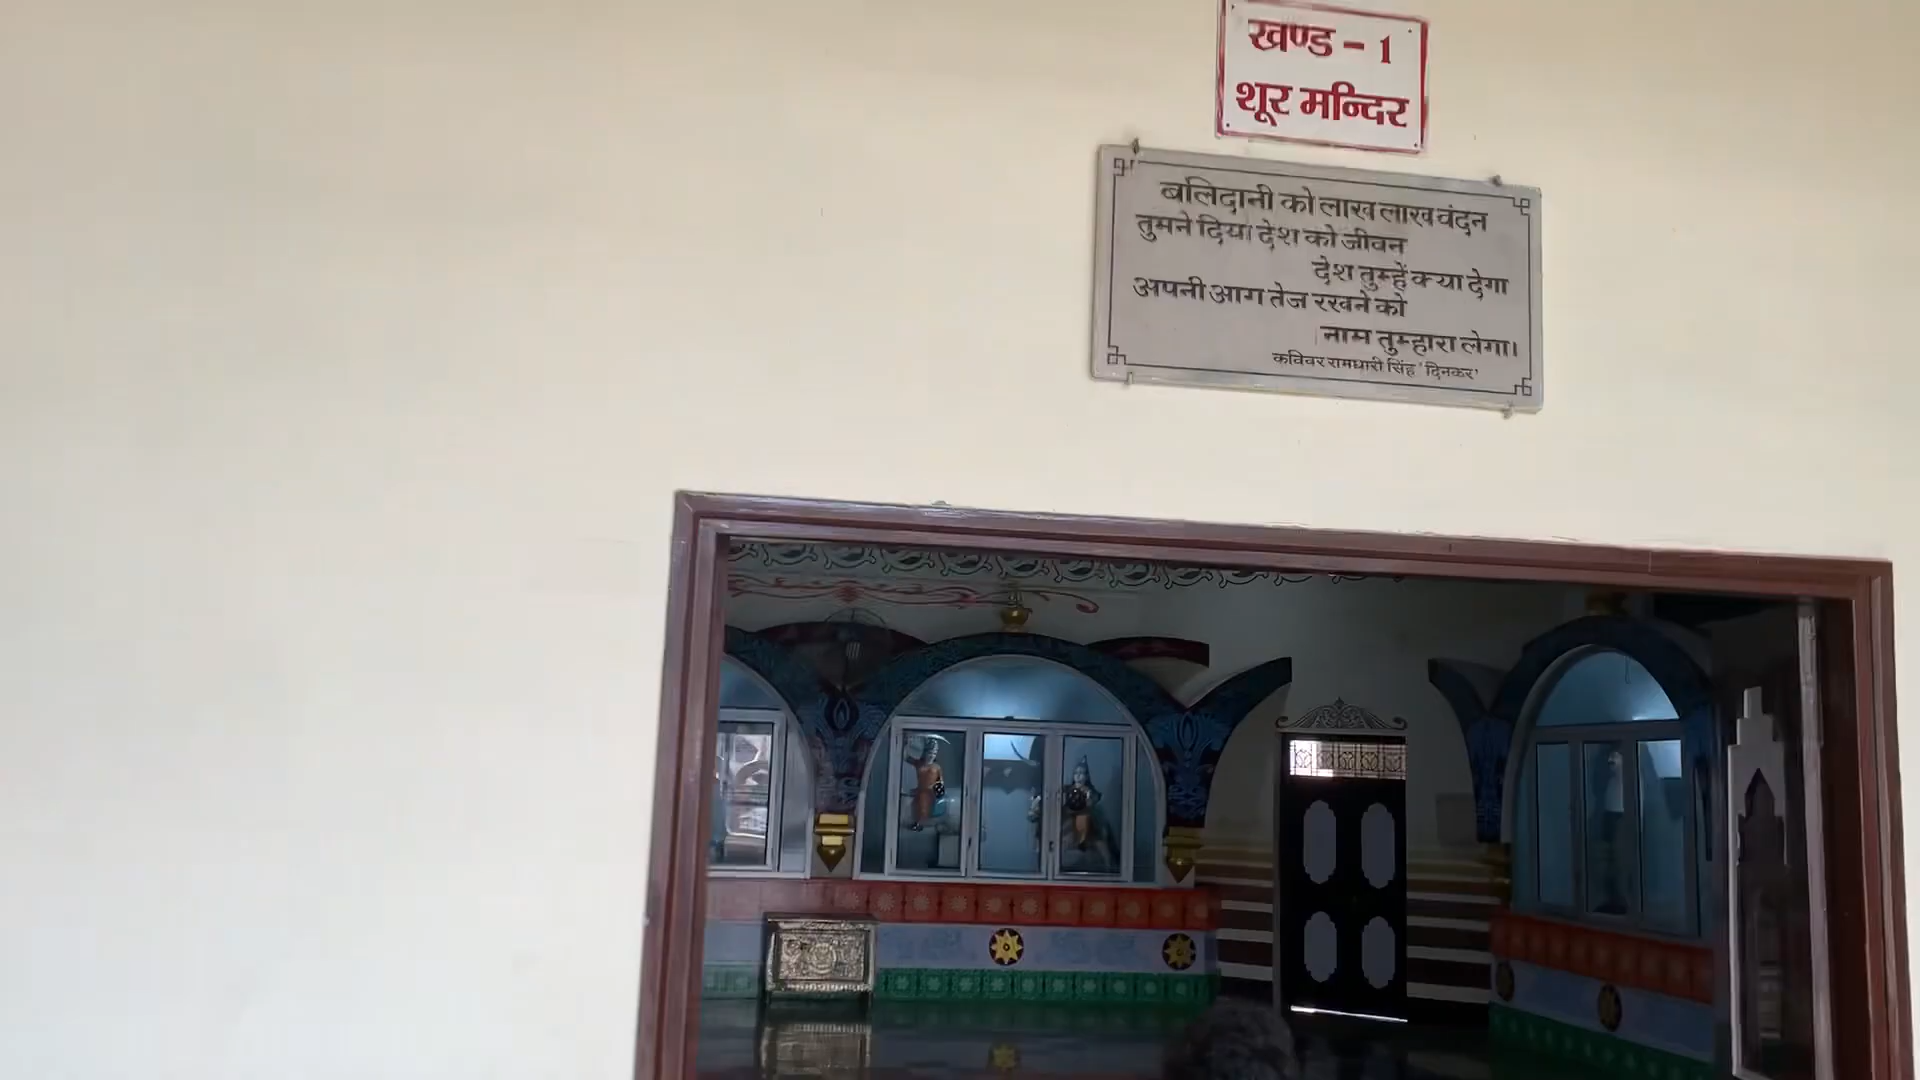 खण्ड - 1
शूर मन्दिर
बलिदानी को लाख लाख वंदन
तुमने दिया देश को जीवन
देश तुम्हें क्या देगा
अपनी आग तेज रखने को
नाम तुम्हारा लेगा।
कविवर रामधारी सिंह 'दिनकर'